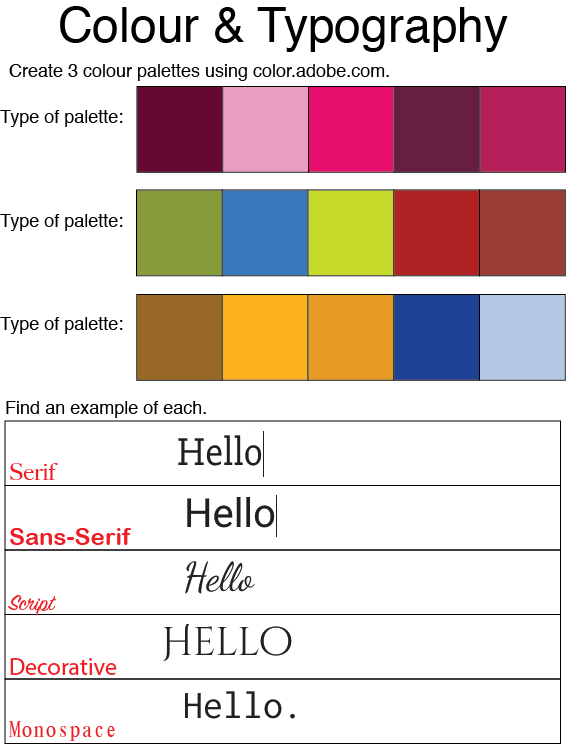 Colour & Typography
Create 3 colour palettes using color.adobe.com.
Type of palette:
Type of palette:
Type of palette:
Find an example of each.
Serif Hello
Sans-Serif Hello
Script Hello
Decorative Hello
Monospace Hello.